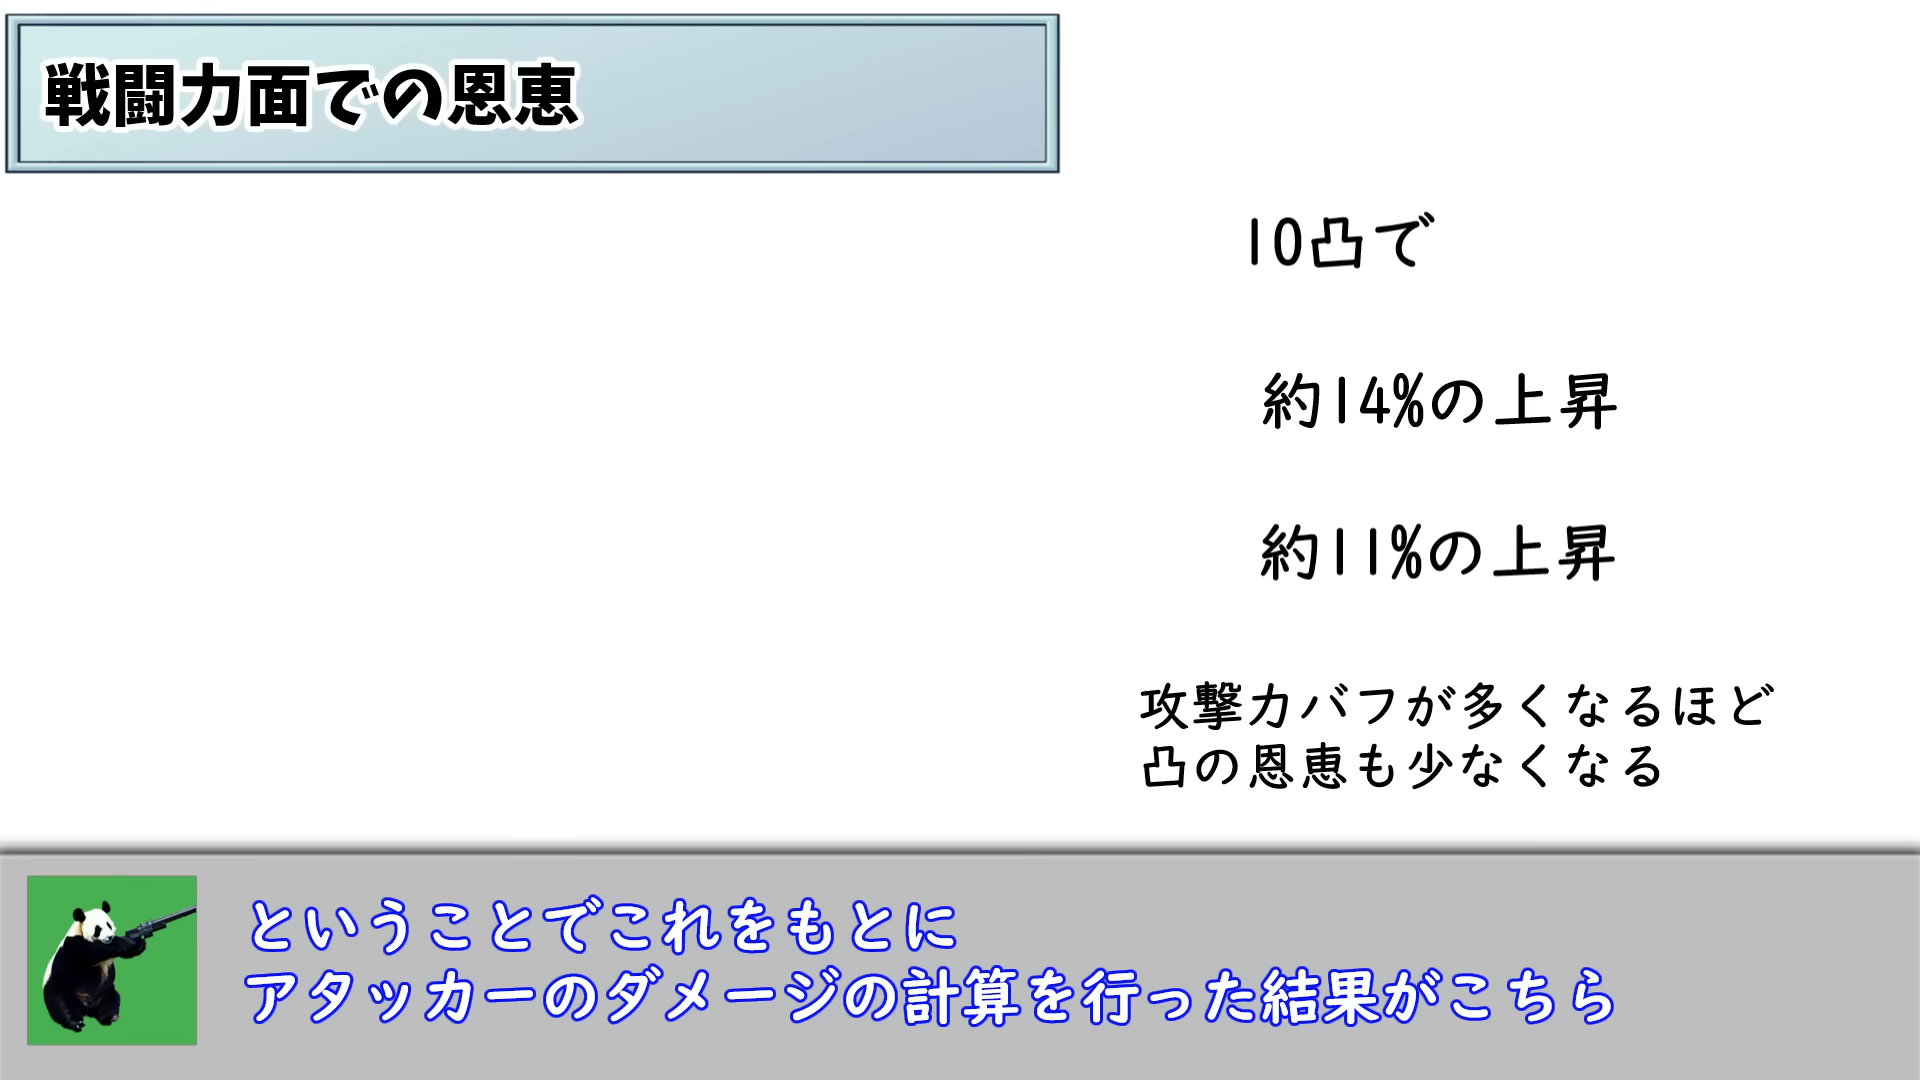 戦闘力面での恩恵
10凸で
約14%の上昇
約11%の上昇
攻撃力バフが多くなるほど
凸の恩恵も少なくなる
ということでこれをもとに
アタッカーのダメージの計算を行った結果がこちら